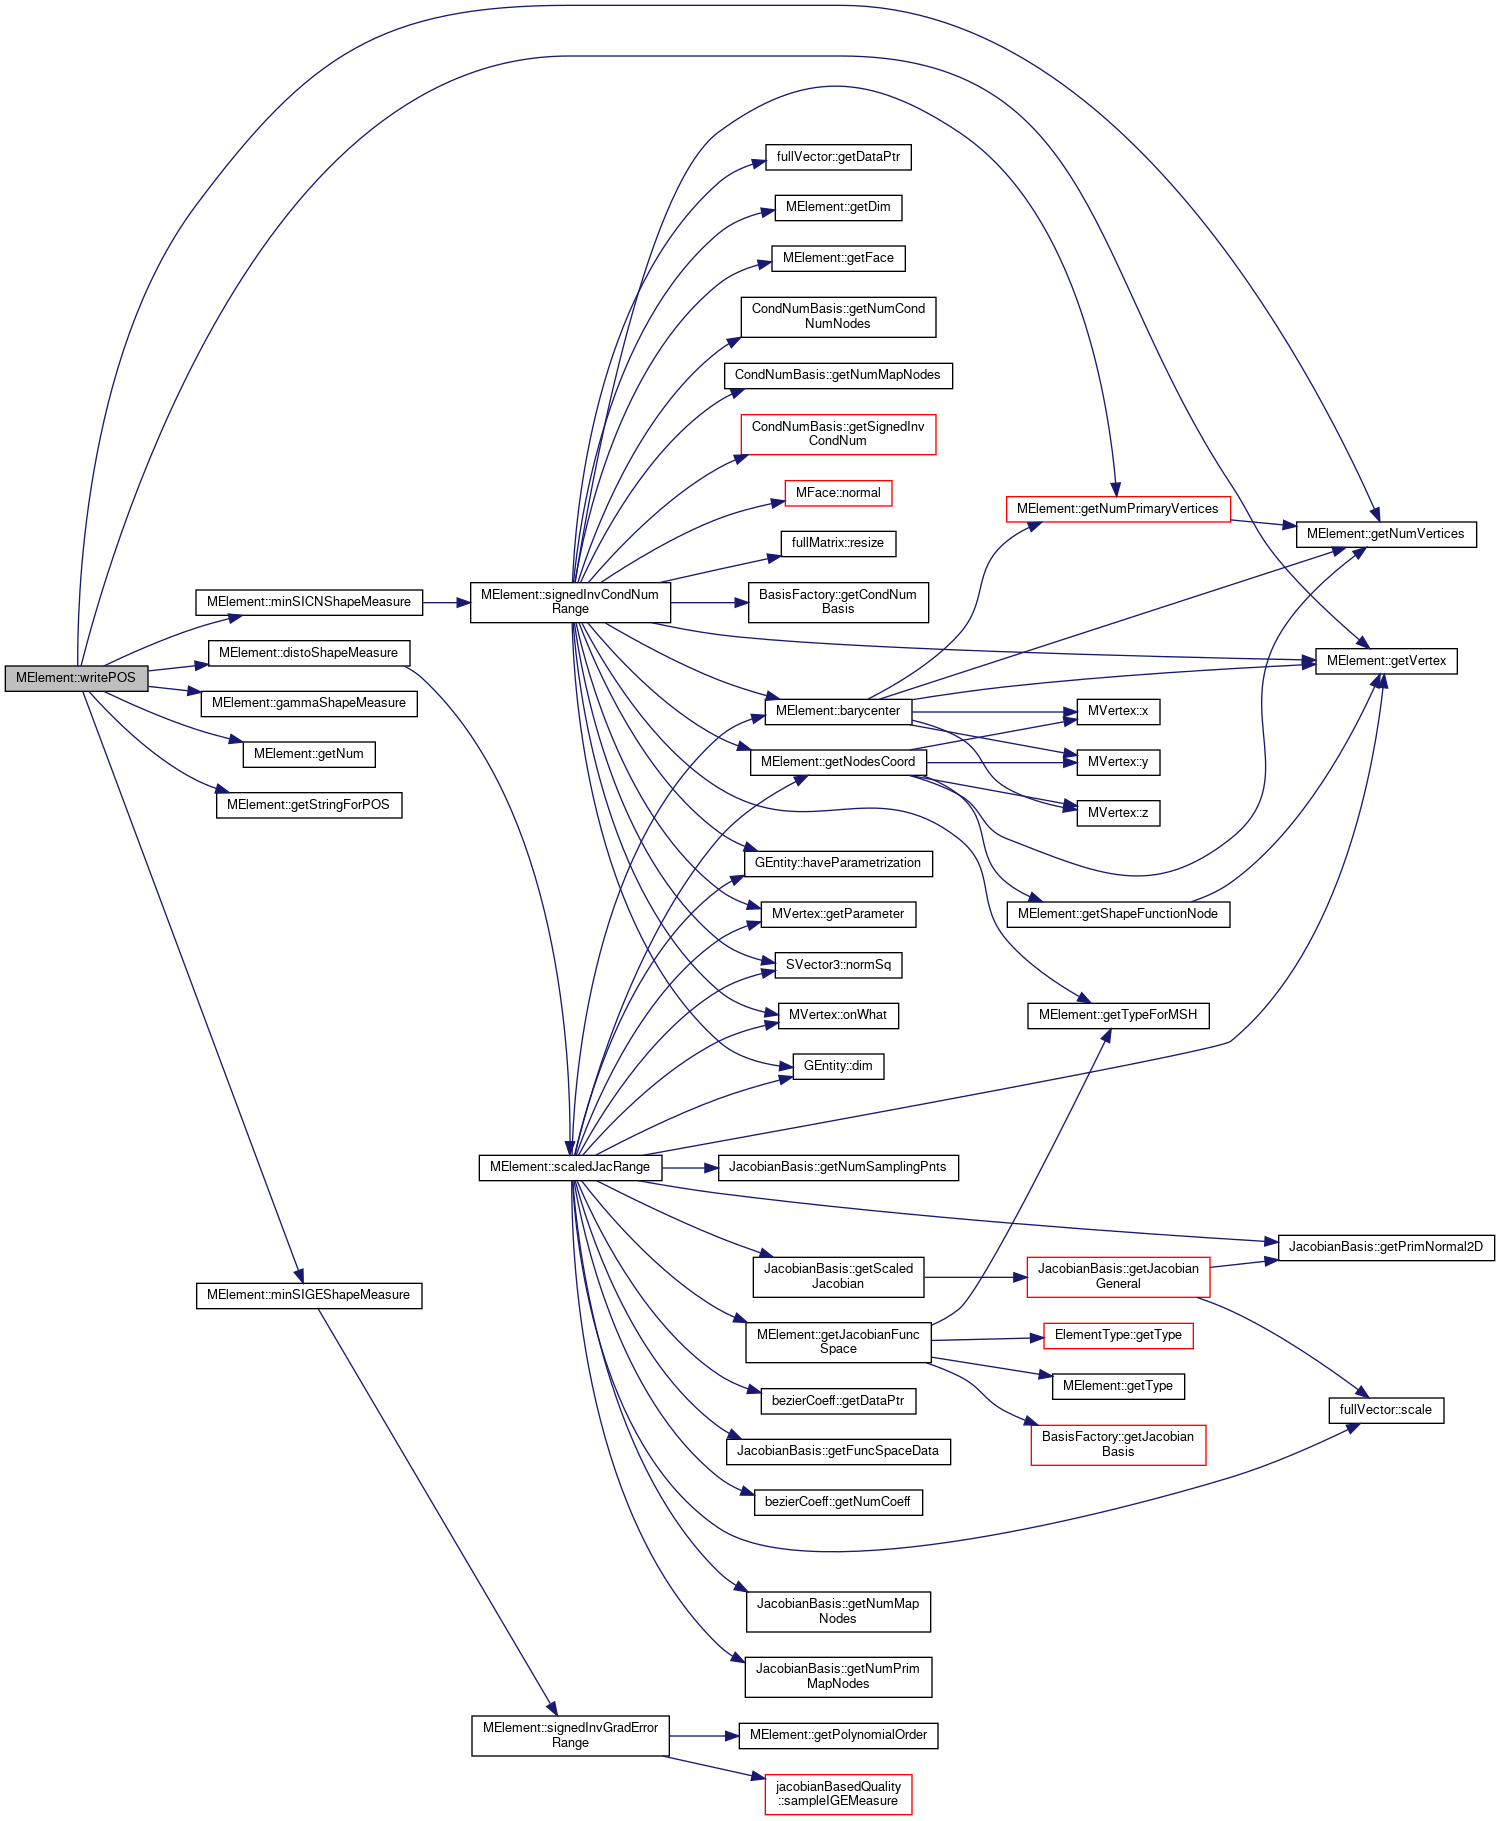 fullVector::getDataPtr
MElement::getDim
MElement::getFace
CondNumBasis::getNumCond
NumNodes
CondNumBasis::getNumMapNodes
CondNumBasis::getSignedInv
CondNum
MFace::normal
MElement::getNumPrimaryVertices
MElement::getNumVertices
fullMatrix::resize
MElement::minSICNShapeMeasure
MElement::signedInvCondNum
Range
BasisFactory::getCondNum
Basis
MElement::distoShapeMeasure
MElement::getVertex
MElement::writePOS
MElement::gammaShapeMeasure
MElement::barycenter
MVertex::x
MElement::getNum
MElement::getNodesCoord
MVertex::y
MElement::getStringForPOS
MVertex::z
GEntity::haveParametrization
MVertex::getParameter
MElement::getShapeFunctionNode
SVector3::normSq
MVertex::onWhat
MElement::getTypeForMSH
GEntity::dim
MElement::scaledJacRange
JacobianBasis::getNumSamplingPnts
JacobianBasis::getPrimNormal2D
JacobianBasis::getScaled
Jacobian
JacobianBasis::getJacobian
General
MElement::minSIGEShapeMeasure
MElement::getJacobianFunc
Space
ElementType::getType
MElement::getType
bezierCoeff::getDataPtr
fullVector::scale
JacobianBasis::getFuncSpaceData
BasisFactory::getJacobian
Basis
bezierCoeff::getNumCoeff
JacobianBasis::getNumMap
Nodes
JacobianBasis::getNumPrim
MapNodes
MElement::signedInvGradError
Range
MElement::getPolynomialOrder
jacobianBasedQuality
::sampleIGEMeasure